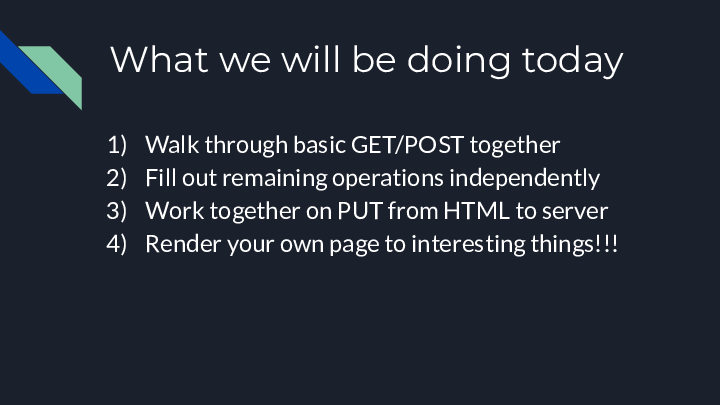 What we will be doing today
1) Walk through basic GET/POST together
2) Fill out remaining operations independently
3) Work together on PUT from HTML to server
4) Render your own page to interesting things!!!